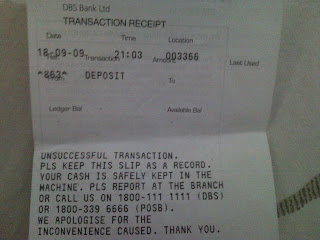 DBS Bank Ltd
TRANSACTION RECEIPT
Date Time Location
18-09-09 21:03 003366
Transaction Amount Last Used
^863^ DEPOSIT To
Ledger Bal Available Bal
UNSUCCESSFUL TRANSACTION.
PLS KEEP THIS SLIP AS A RECORD.
YOUR CASH IS SAFELY KEPT IN THE
MACHINE. PLS REPORT AT THE BRANCH
OR CALL US ON 1800-111 1111 (DBS)
OR 1800-339 6666 (POSB).
WE APOLOGISE FOR THE
INCONVENIENCE CAUSED. THANK YOU.